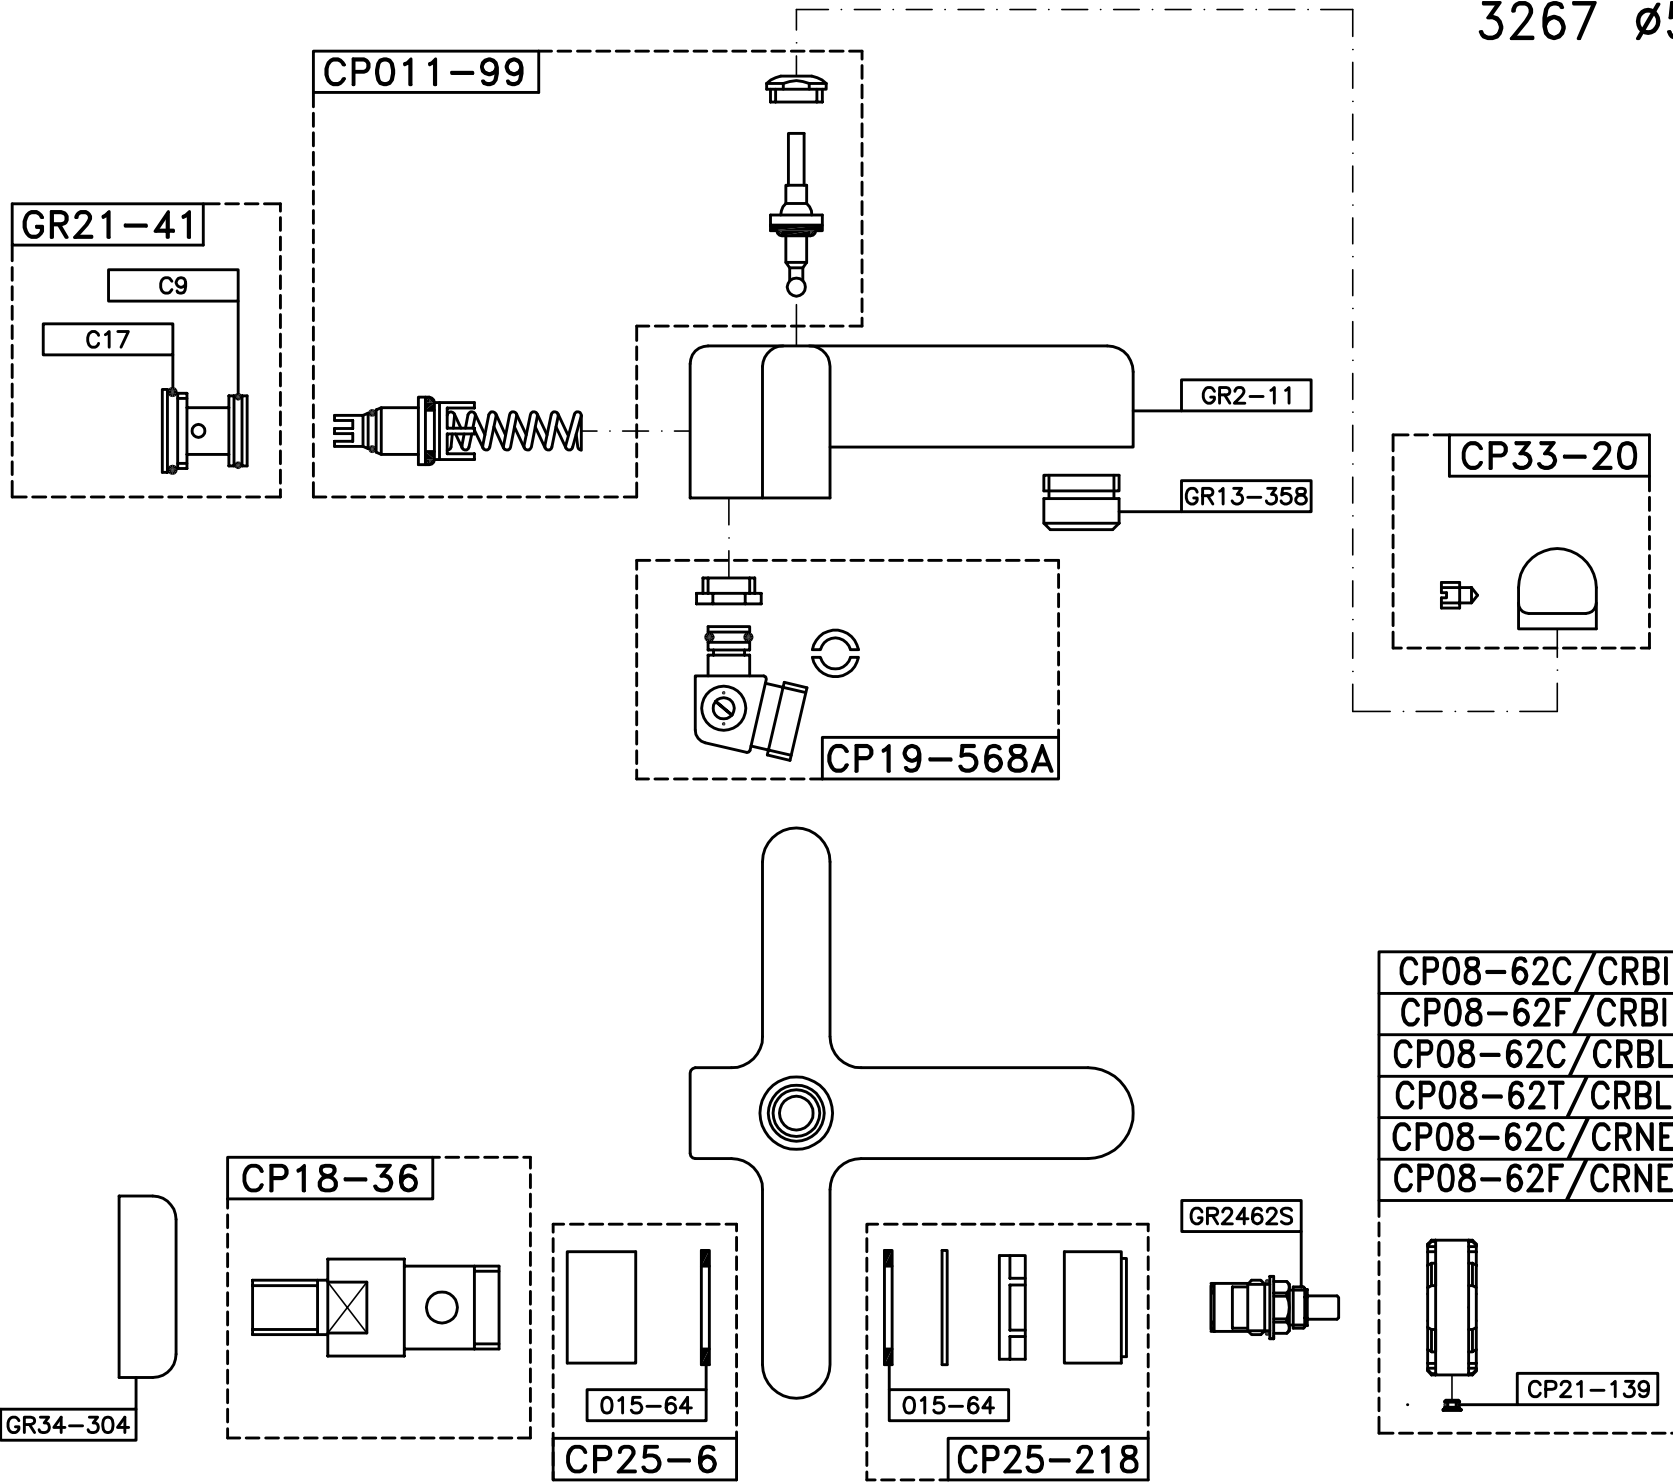 3267 ø5
CP011-99
GR21-41
C9
C17
GR2-11
CP33-20
GR13-358
CP19-568A
CP08-62C/CRBI
CP08-62F/CRBI
CP08-62C/CRBL
CP08-62T/CRBL
CP08-62C/CRNE
CP08-62F/CRNE
CP18-36
GR2462S
CP21-139
015-64
015-64
GR34-304
CP25-6
CP25-218